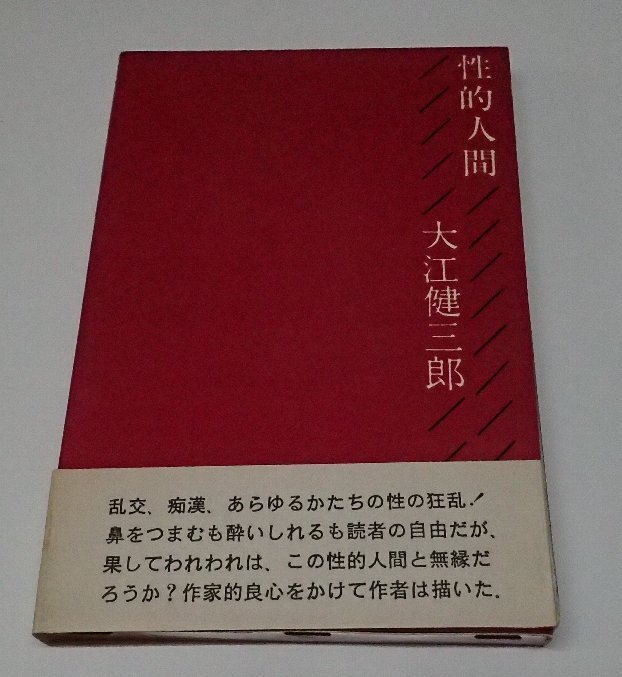 性的人間
大江健三郎
乱交、痴漢、あらゆるかたちの性の狂乱！
鼻をつまむも酔いしれるも読者の自由だが、
果してわれわれは、この性的人間と無縁だ
ろうか？作家的良心をかけて作者は描いた．